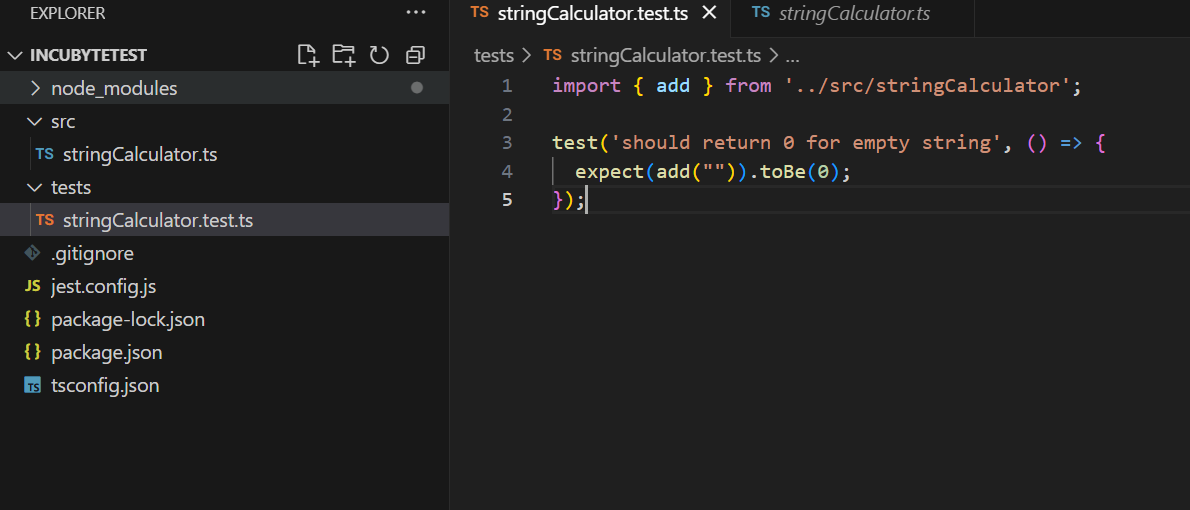 EXPLORER ...
INCUBYTETEST
node_modules
src
TS stringCalculator.ts
tests
TS stringCalculator.test.ts
.gitignore
JS jest.config.js
{} package-lock.json
{} package.json
TS tsconfig.json
TS stringCalculator.test.ts
TS stringCalculator.ts
tests > TS stringCalculator.test.ts > ...
1 import { add } from '../src/stringCalculator';
2
3 test('should return 0 for empty string', () => {
4 expect(add("")).toBe(0);
5 });